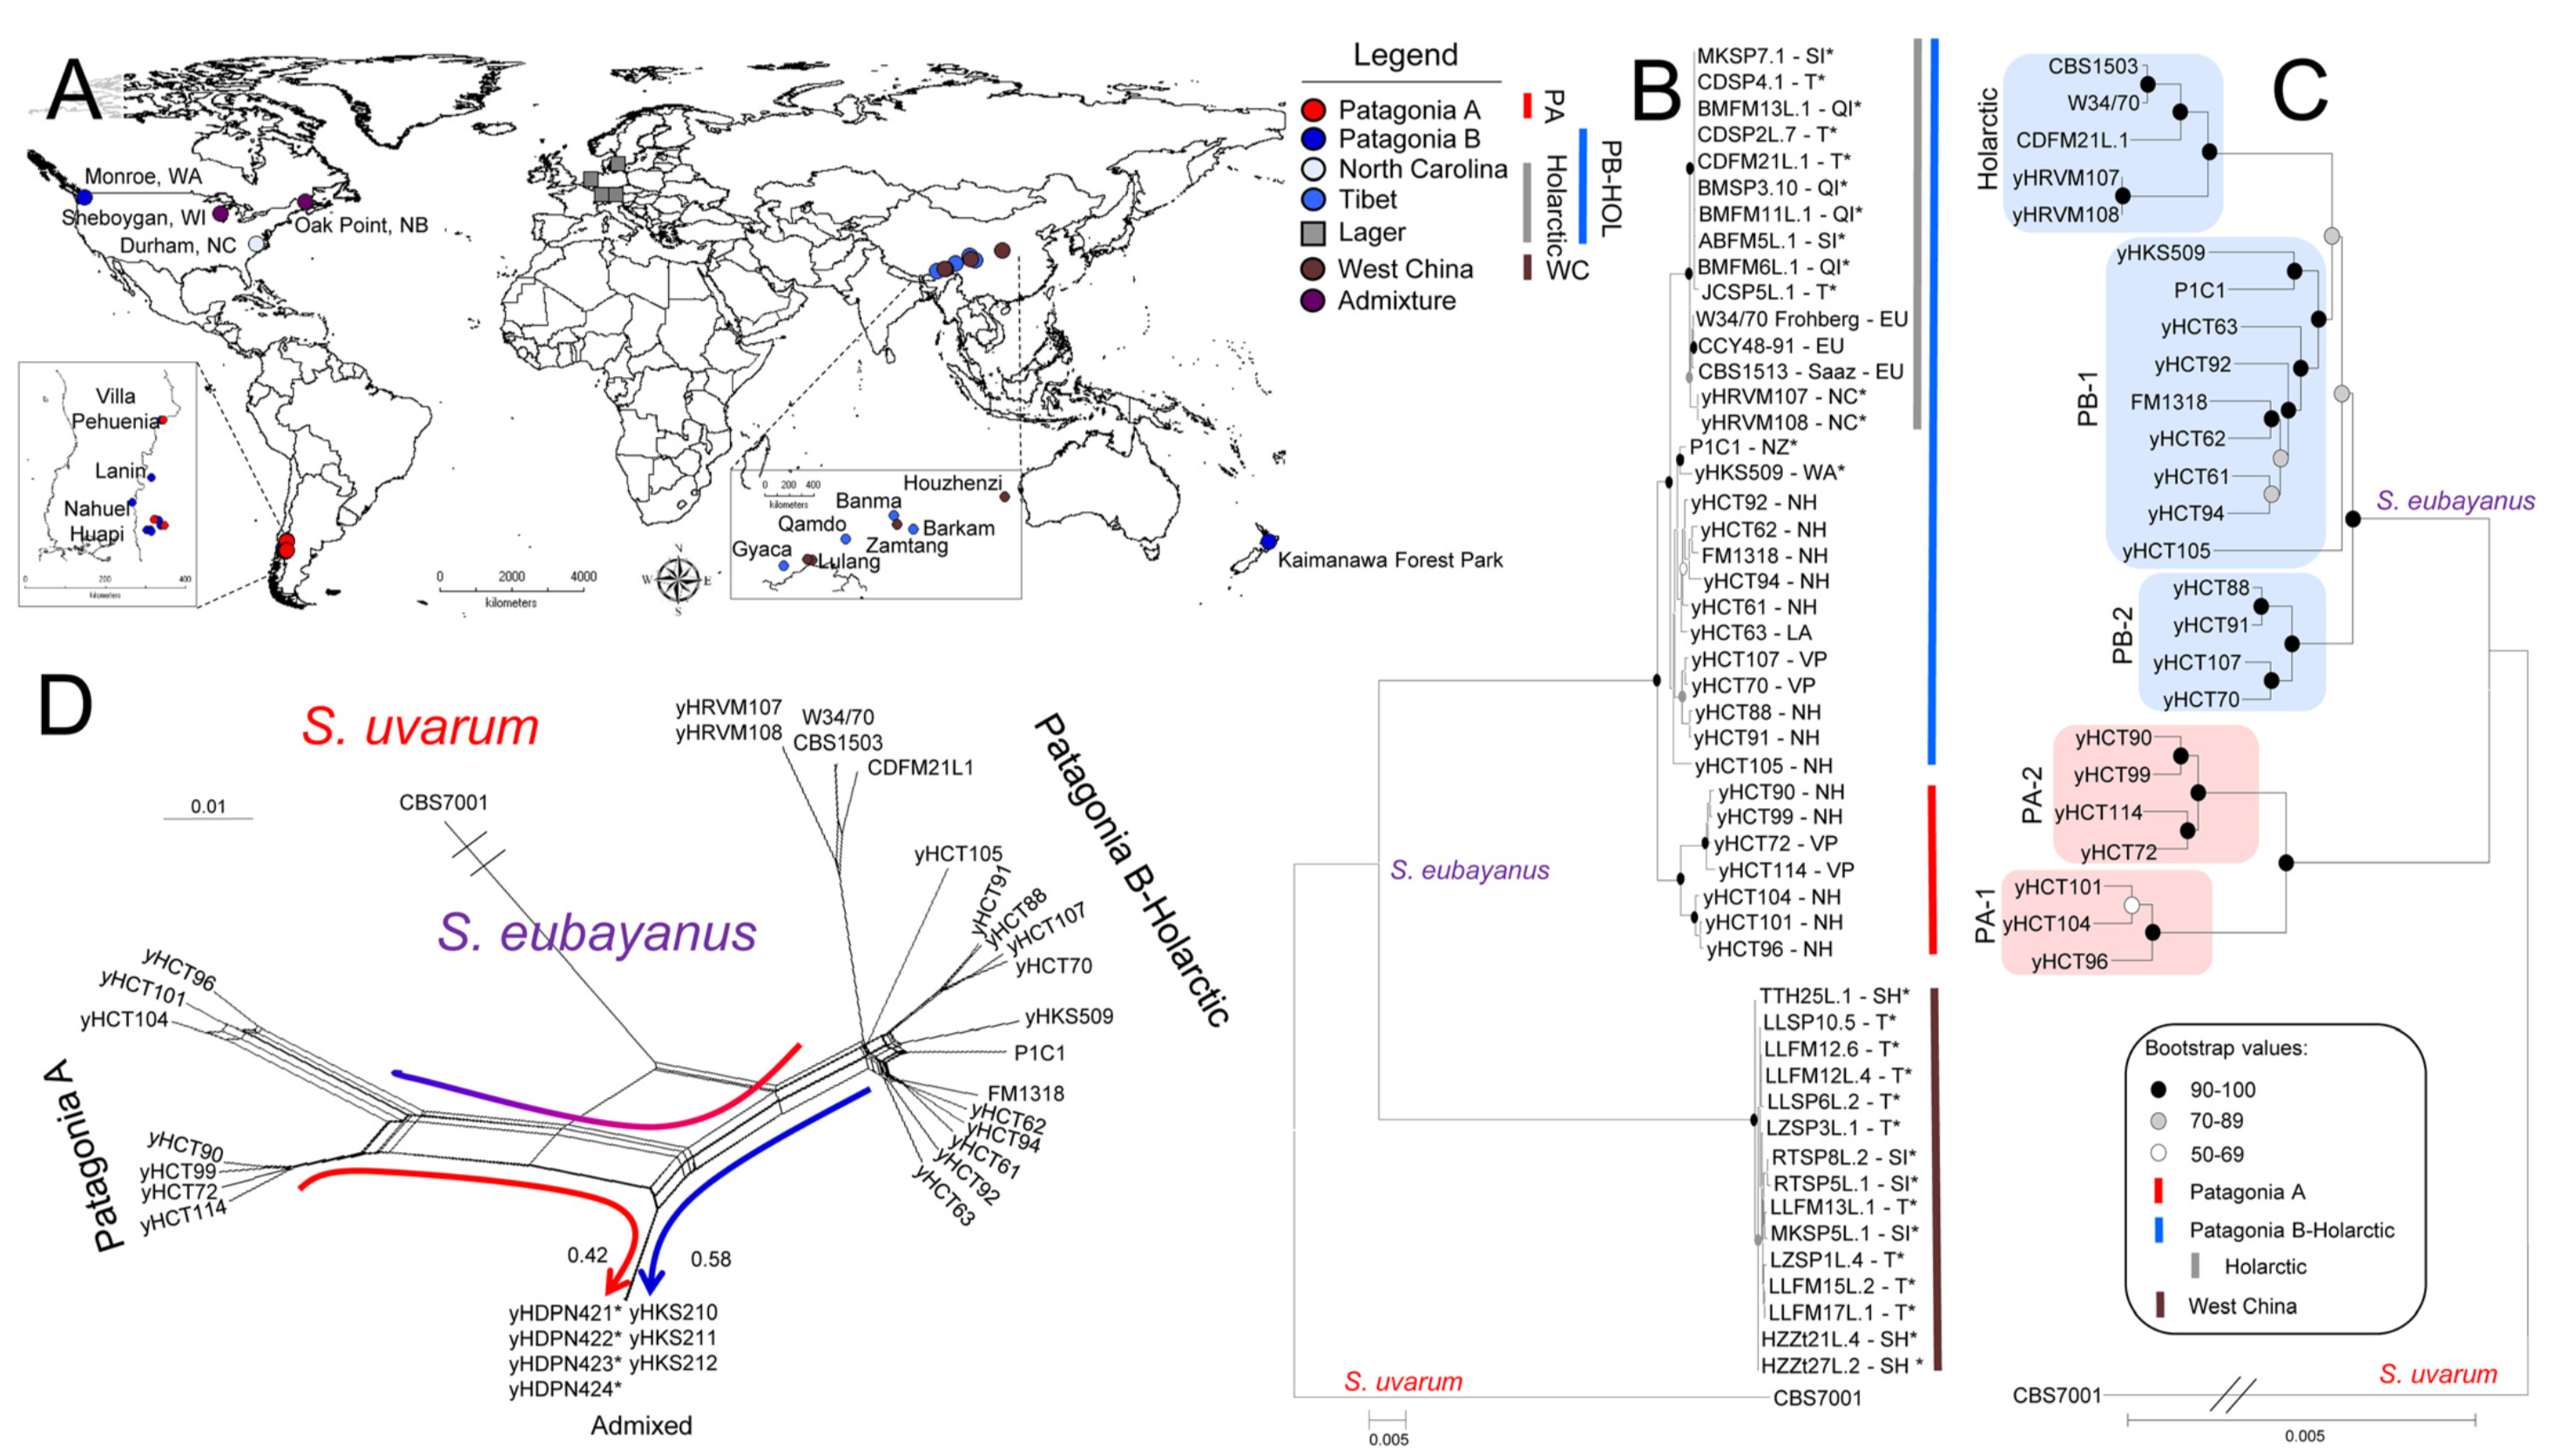 A
Monroe, WA
Sheboygan, WI
Durham, NC
Oak Point, NB
Villa
Pehuenia
Lanin
Nahuel
Huapi
0 200 400
kilometers
0 2000 4000
kilometers
N
W E
S
0 200 400
kilometers
Houzhenzi
Banma
Qamdo
Barkam
Zamtang
Gyaca
Lulang
Kaimanawa Forest Park
Legend
Patagonia A
Patagonia B
North Carolina
Tibet
Lager
West China
Admixture
PA
Holarctic
PB-HOL
WC
B
MKSP7.1 - SI*
CDSP4.1 - T*
BMFM13L.1 - QI*
CDSP2L.7 - T*
CDFM21L.1 - T*
BMSP3.10 - QI*
BMFM11L.1 - QI*
ABFM5L.1 - SI*
BMFM6L.1 - QI*
JCSP5L.1 - T*
W34/70 Frohberg - EU
CCY48-91 - EU
CBS1513 - Saaz - EU
yHRVM107 - NC*
yHRVM108 - NC*
P1C1 - NZ*
yHKS509 - WA*
yHCT92 - NH
yHCT62 - NH
FM1318 - NH
yHCT94 - NH
yHCT61 - NH
yHCT63 - LA
yHCT107 - VP
yHCT70 - VP
yHCT88 - NH
yHCT91 - NH
yHCT105 - NH
yHCT90 - NH
yHCT99 - NH
yHCT72 - VP
yHCT114 - VP
yHCT104 - NH
yHCT101 - NH
yHCT96 - NH
S. eubayanus
TTH25L.1 - SH*
LLSP10.5 - T*
LLFM12.6 - T*
LLFM12L.4 - T*
LLSP6L.2 - T*
LZSP3L.1 - T*
RTSP8L.2 - SI*
RTSP5L.1 - SI*
LLFM13L.1 - T*
MKSP5L.1 - SI*
LZSP1L.4 - T*
LLFM15L.2 - T*
LLFM17L.1 - T*
HZZt21L.4 - SH*
HZZt27L.2 - SH *
S. uvarum
CBS7001
0.005
C
Holarctic
CBS1503
W34/70
CDFM21L.1
yHRVM107
yHRVM108
PB-1
yHKS509
P1C1
yHCT63
yHCT92
FM1318
yHCT62
yHCT61
yHCT94
yHCT105
S. eubayanus
PB-2
yHCT88
yHCT91
yHCT107
yHCT70
PA-2
yHCT90
yHCT99
yHCT114
yHCT72
PA-1
yHCT101
yHCT104
yHCT96
Bootstrap values:
90-100
70-89
50-69
Patagonia A
Patagonia B-Holarctic
Holarctic
West China
S. uvarum
CBS7001
0.005
D
S. uvarum
0.01
CBS7001
S. eubayanus
yHRVM107
yHRVM108
W34/70
CBS1503
CDFM21L1
Patagonia B-Holarctic
yHCT105
yHCT91
yHCT88
yHCT107
yHCT70
yHKS509
P1C1
FM1318
yHCT62
yHCT94
yHCT61
yHCT92
yHCT63
yHCT96
yHCT101
yHCT104
Patagonia A
yHCT90
yHCT99
yHCT72
yHCT114
0.42
0.58
yHDPN421* yHKS210
yHDPN422* yHKS211
yHDPN423* yHKS212
yHDPN424*
Admixed